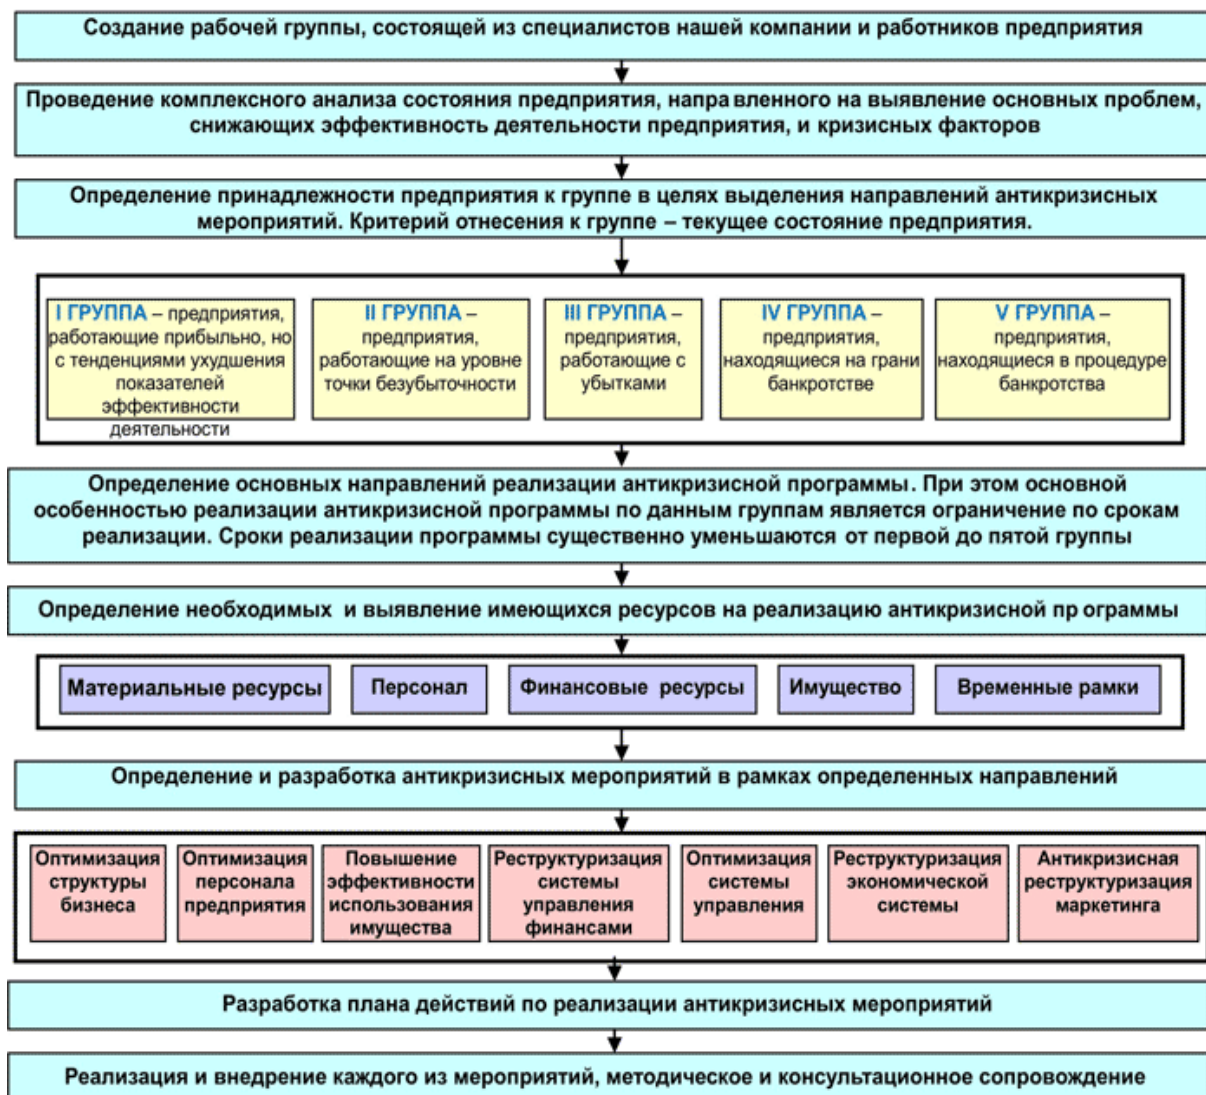 Создание рабочей группы, состоящей из специалистов нашей компании и работников предприятия
Проведение комплексного анализа состояния предприятия, напра вленного на выявление основных проблем,
снижающих эффективность деятельности предприятия, и кризисных факторов
Определение принадлежности предприятия к группе в целях выделения направлений антикризисных
мероприятий. Критерий отнесения к группе – текущее состояние предприятия.
I ГРУППА – предприятия,
работающие прибыльно, но
с тенденциями ухудшения
показателей
эффективности
деятельности
II ГРУППА –
предприятия,
работающие на уровне
точки безубыточности
III ГРУППА –
предприятия,
работающие с
убытками
IV ГРУППА –
предприятия,
находящиеся на грани
банкротстве
V ГРУППА –
предприятия,
находящиеся в процедуре
банкротства
Определение основных направлений реализации антикризисной программы. При этом основной
особенностью реализации антикризисной программы по данным группам является ограничение по срокам
реализации. Сроки реализации программы существенно уменьшаются от первой до пятой группы
Определение необходимых и выявление имеющихся ресурсов на реализацию антикризисной пр ограммы
Материальные ресурсы
Персонал
Финансовые ресурсы
Имущество
Временные рамки
Определение и разработка антикризисных мероприятий в рамках определенных направлений
Оптимизация
структуры
бизнеса
Оптимизация
персонала
предприятия
Повышение
эффективности
использования
имущества
Реструктуризация
системы
управления
финансами
Оптимизация
системы
управления
Реструктуризация
экономической
системы
Антикризисная
реструктуризация
маркетинга
Разработка плана действий по реализации антикризисных мероприятий
Реализация и внедрение каждого из мероприятий, методическое и консультационное сопровождение